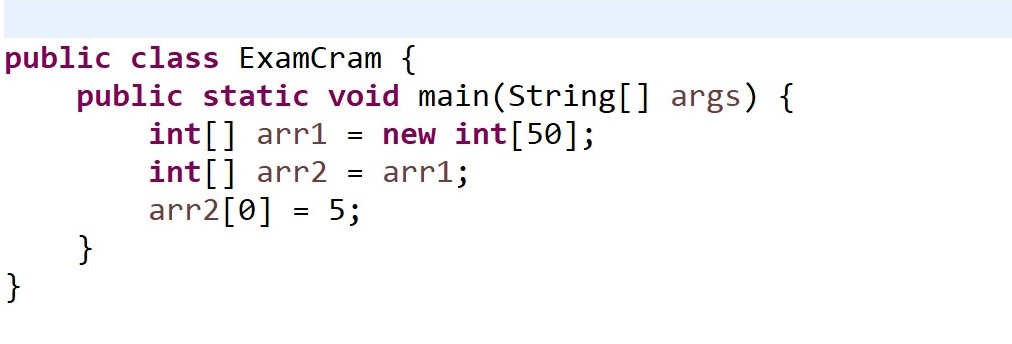 public class ExamCram {
    public static void main(String[] args) {
        int[] arr1 = new int[50];
        int[] arr2 = arr1;
        arr2[0] = 5;
    }
}